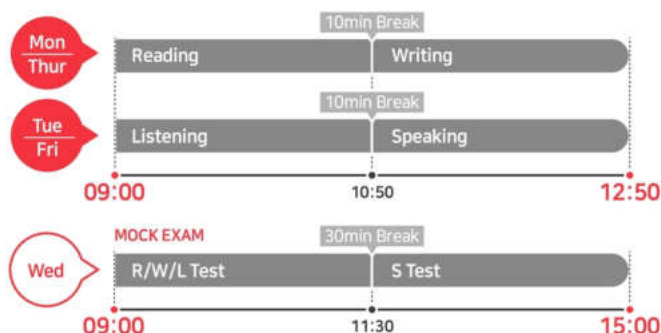 10min Break
Mon
Thur
Reading Writing
10min Break
Tue
Fri
Listening Speaking
09:00 10:50 12:50
MOCK EXAM 30min Break
Wed R/W/L Test S Test
09:00 11:30 15:00